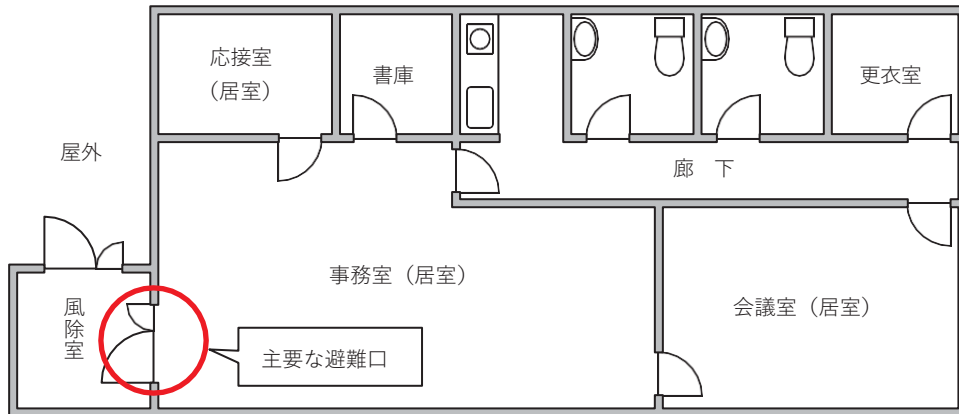 応接室
（居室）
書庫
更衣室
屋外
廊　下
事務室（居室）
会議室（居室）
風除室
主要な避難口